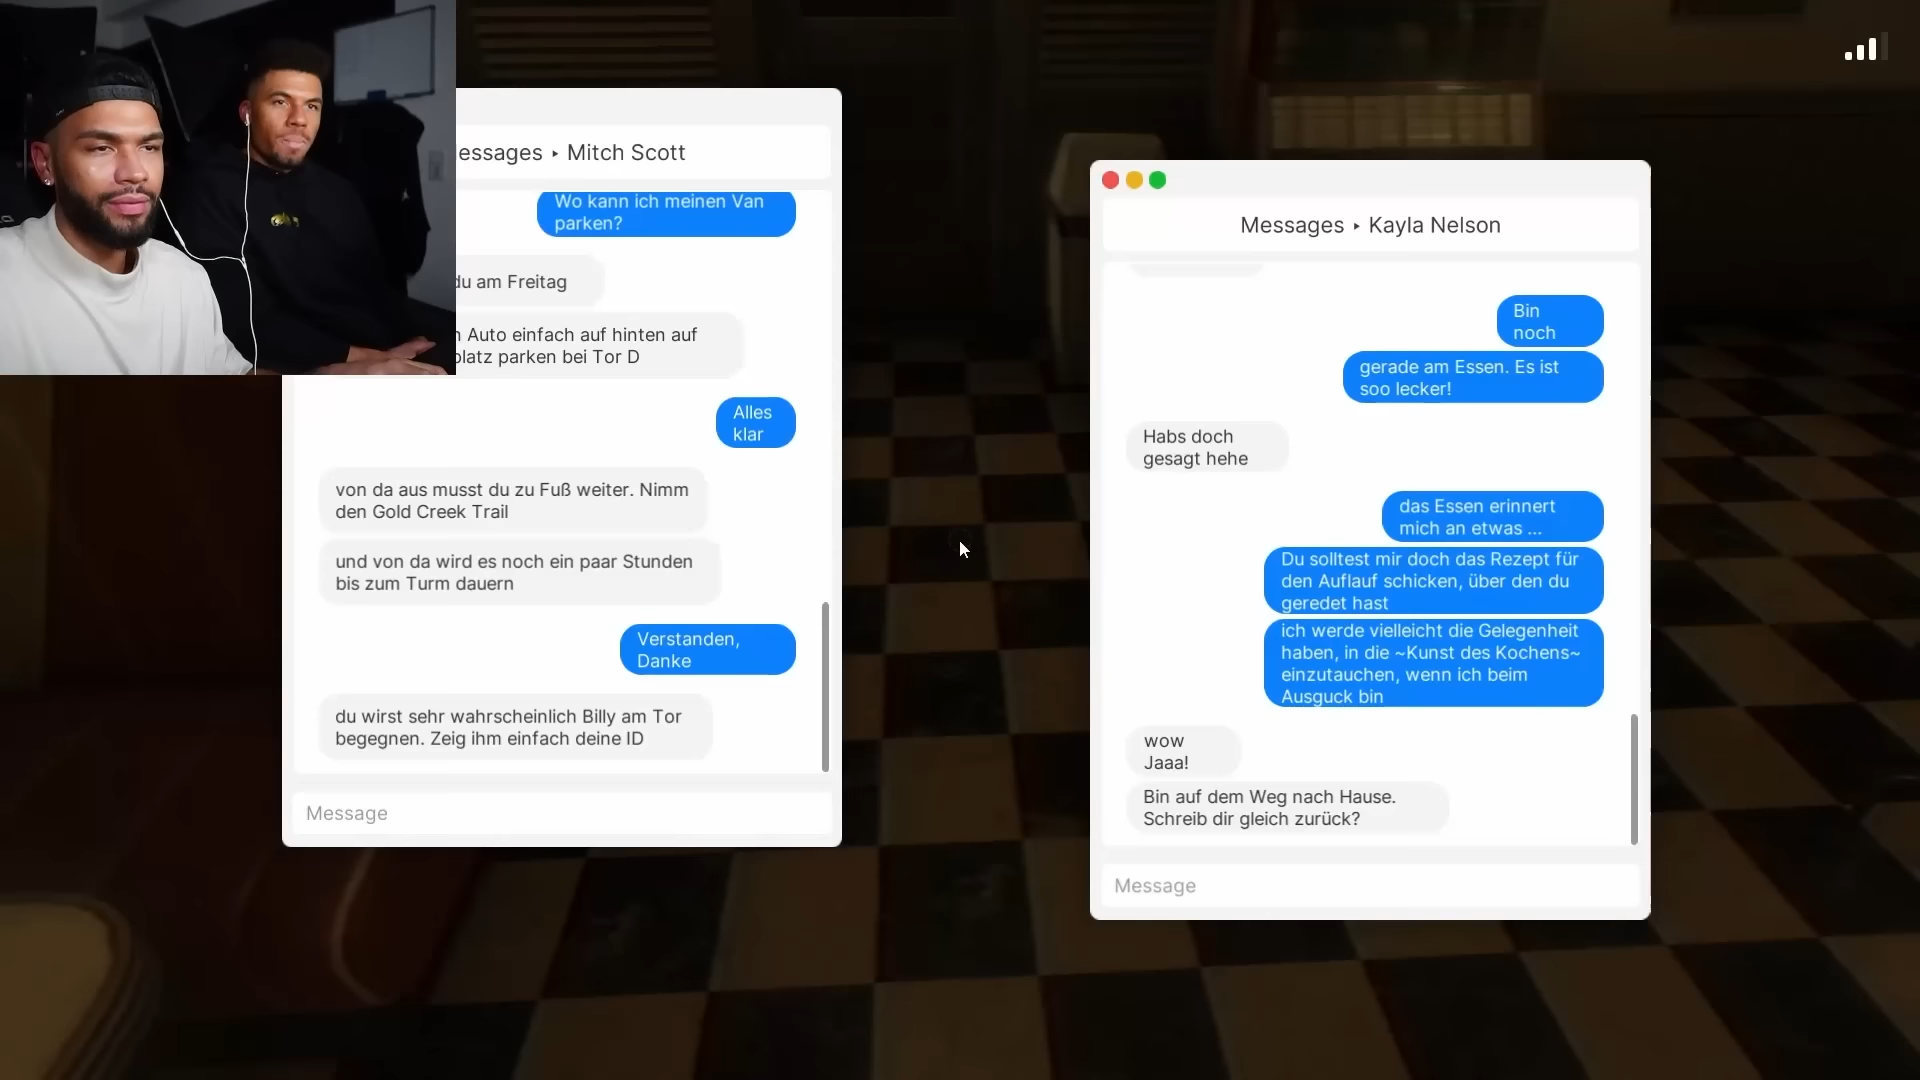 essages ▸ Mitch Scott
Wo kann ich meinen Van
parken?
du am Freitag
Auto einfach auf hinten auf
platz parken bei Tor D
Alles
klar
von da aus musst du zu Fuß weiter. Nimm
den Gold Creek Trail
und von da wird es noch ein paar Stunden
bis zum Turm dauern
Verstanden,
Danke
du wirst sehr wahrscheinlich Billy am Tor
begegnen. Zeig ihm einfach deine ID
Message
Messages ▸ Kayla Nelson
Bin
noch
gerade am Essen. Es ist
soo lecker!
Habs doch
gesagt hehe
das Essen erinnert
mich an etwas ...
Du solltest mir doch das Rezept für
den Auflauf schicken, über den du
geredet hast
ich werde vielleicht die Gelegenheit
haben, in die ~Kunst des Kochens~
einzutauchen, wenn ich beim
Ausguck bin
wow
Jaaa!
Bin auf dem Weg nach Hause.
Schreib dir gleich zurück?
Message